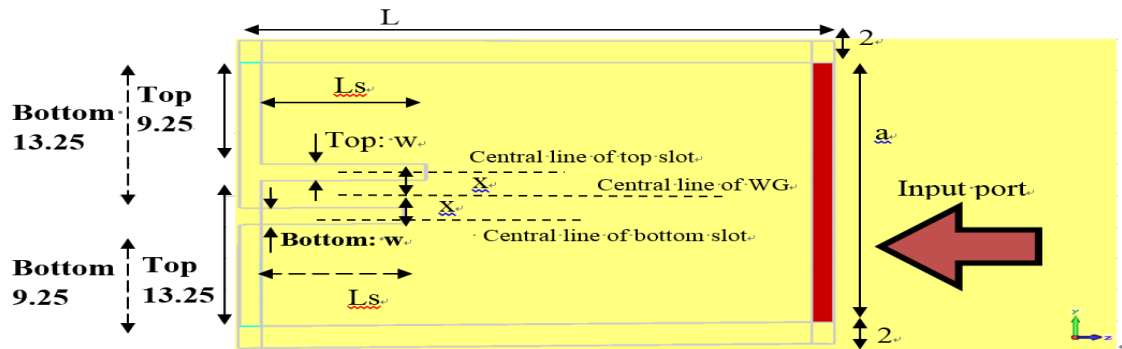 L
2
Ls
Top
9.25
Bottom
13.25
Top: w
Central line of top slot
x
Central line of WG
a
Input port
x
Bottom: w
Central line of bottom slot
Bottom
9.25
Top
13.25
Ls
2
Y
Z